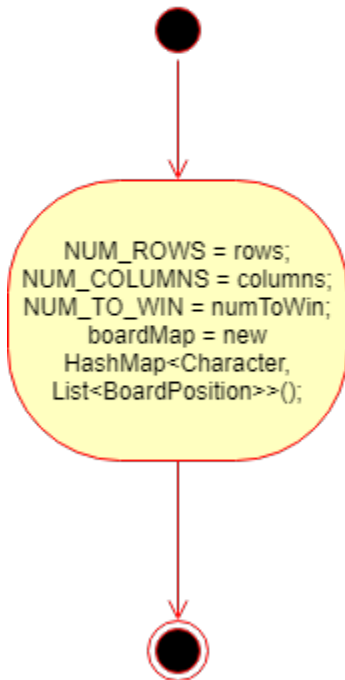 NUM_ROWS = rows;
NUM_COLUMNS = columns;
NUM_TO_WIN = numToWin;
boardMap = new
HashMap<Character,
List<BoardPosition>>();